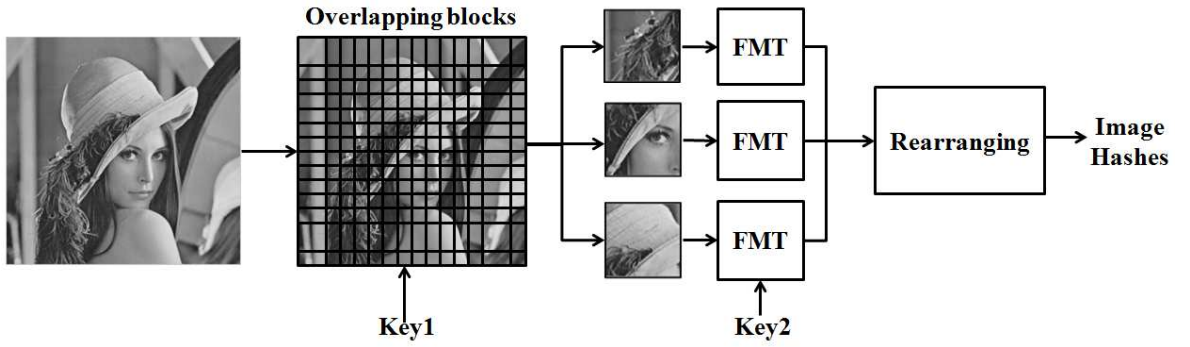 Overlapping blocks
FMT
FMT
FMT
Rearranging
Image
Hashes
Key1
Key2